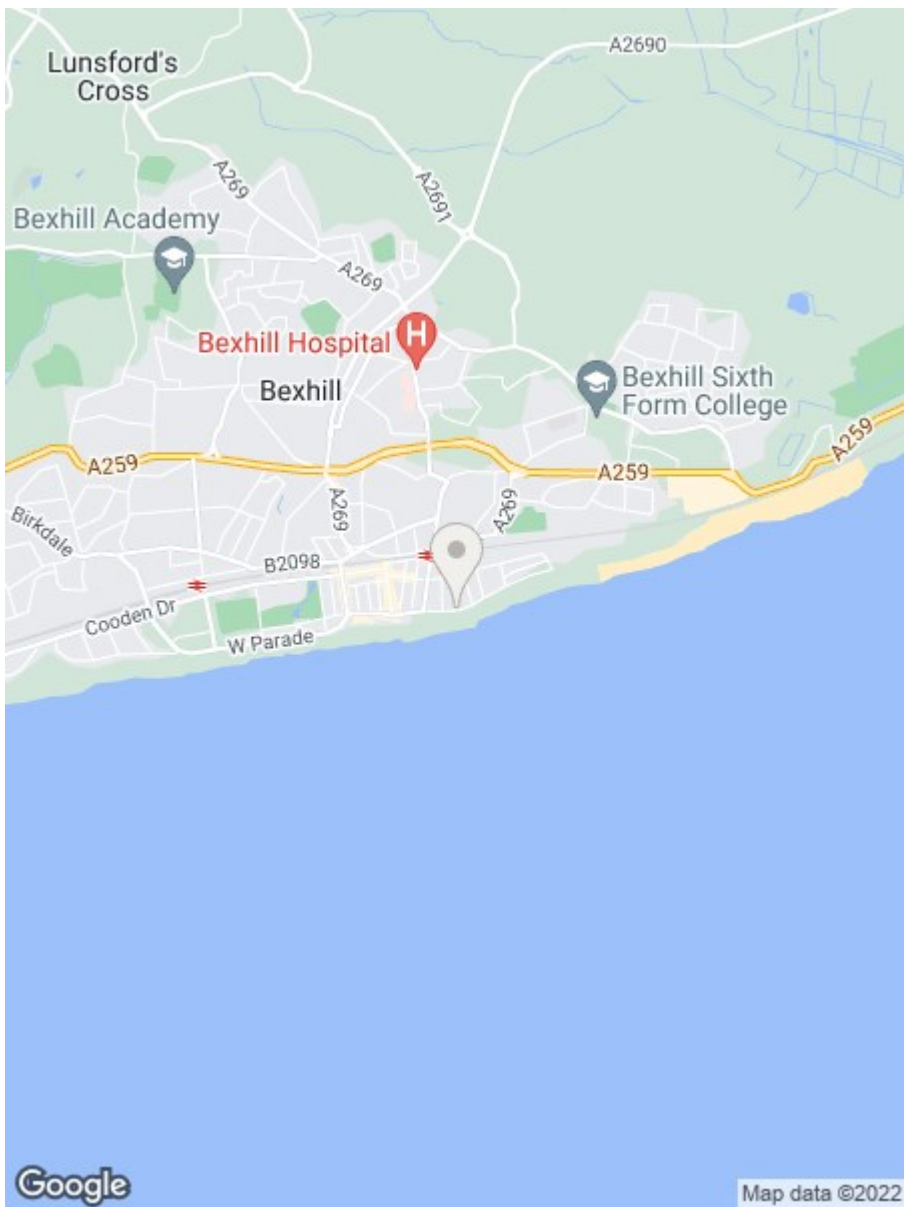 A2690
Lunsford's
Cross
A269
A2691
Bexhill Academy
A269
Bexhill Hospital
H
Bexhill
Bexhill Sixth
Form College
A259
A259
A259
A269
A269
Birkdale
B2098
Cooden Dr
W Parade
Google
Map data ©2022